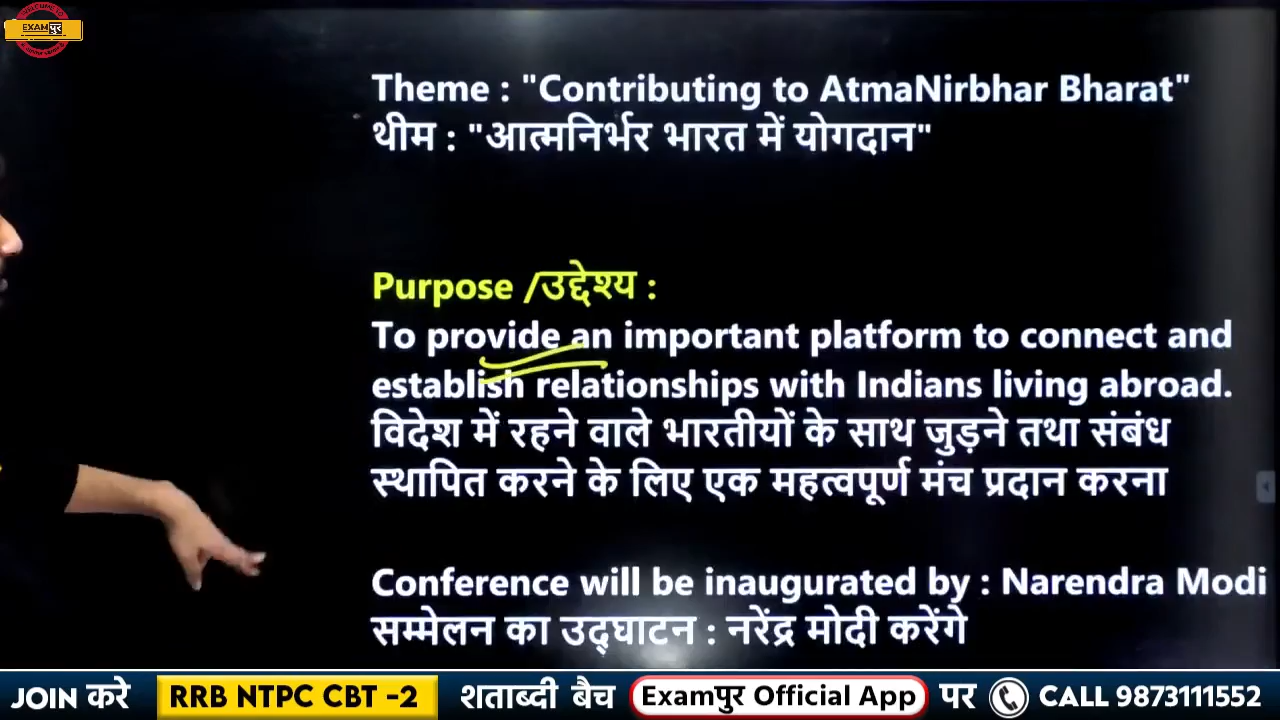 WELCOME TO
EXAMपुर
Theme : "Contributing to AtmaNirbhar Bharat"
थीम : "आत्मनिर्भर भारत में योगदान"
Purpose /उद्देश्य :
To provide an important platform to connect and
establish relationships with Indians living abroad.
विदेश में रहने वाले भारतीयों के साथ जुड़ने तथा संबंध
स्थापित करने के लिए एक महत्वपूर्ण मंच प्रदान करना
Conference will be inaugurated by : Narendra Modi
सम्मेलन का उद्घाटन : नरेंद्र मोदी करेंगे
JOIN करे RRB NTPC CBT -2 शताब्दी बैच Examपुर Official App पर CALL 9873111552